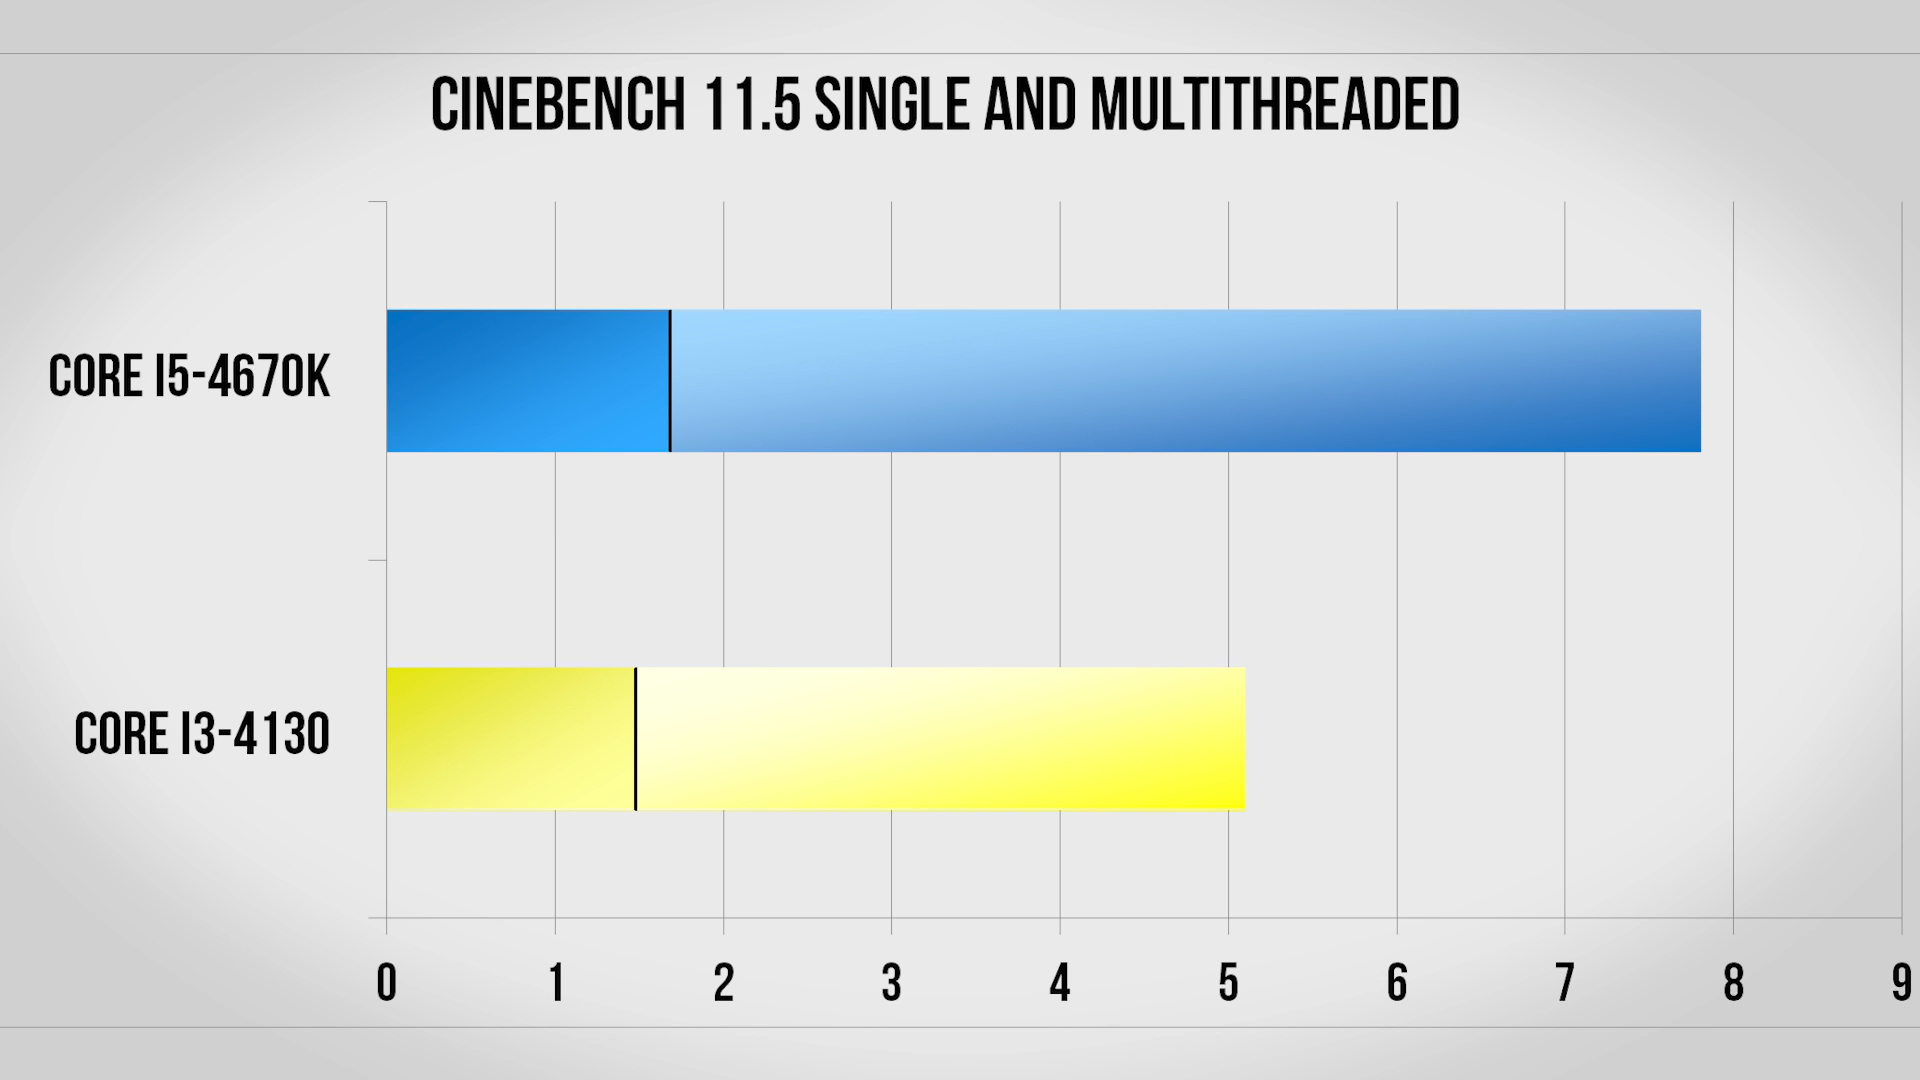 CINEBENCH 11.5 SINGLE AND MULTITHREADED
CORE I5-4670K
CORE I3-4130
0 1 2 3 4 5 6 7 8 9